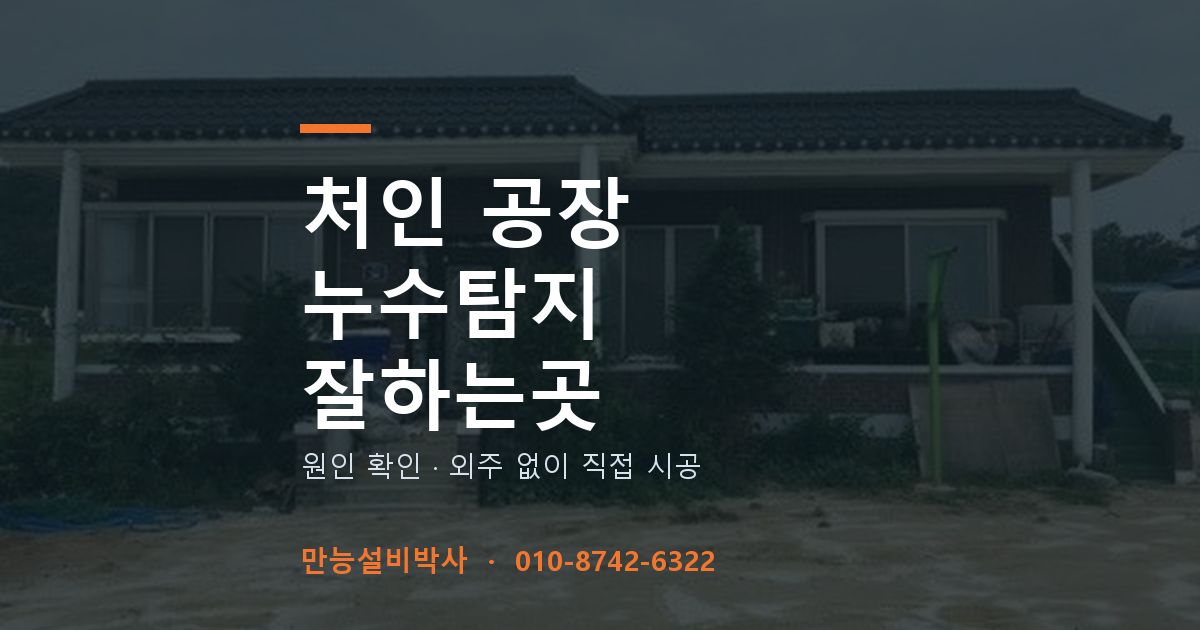 처인 공장
누수탐지
잘하는곳
원인 확인 · 외주 없이 직접 시공
만능설비박사 · 010-8742-6322